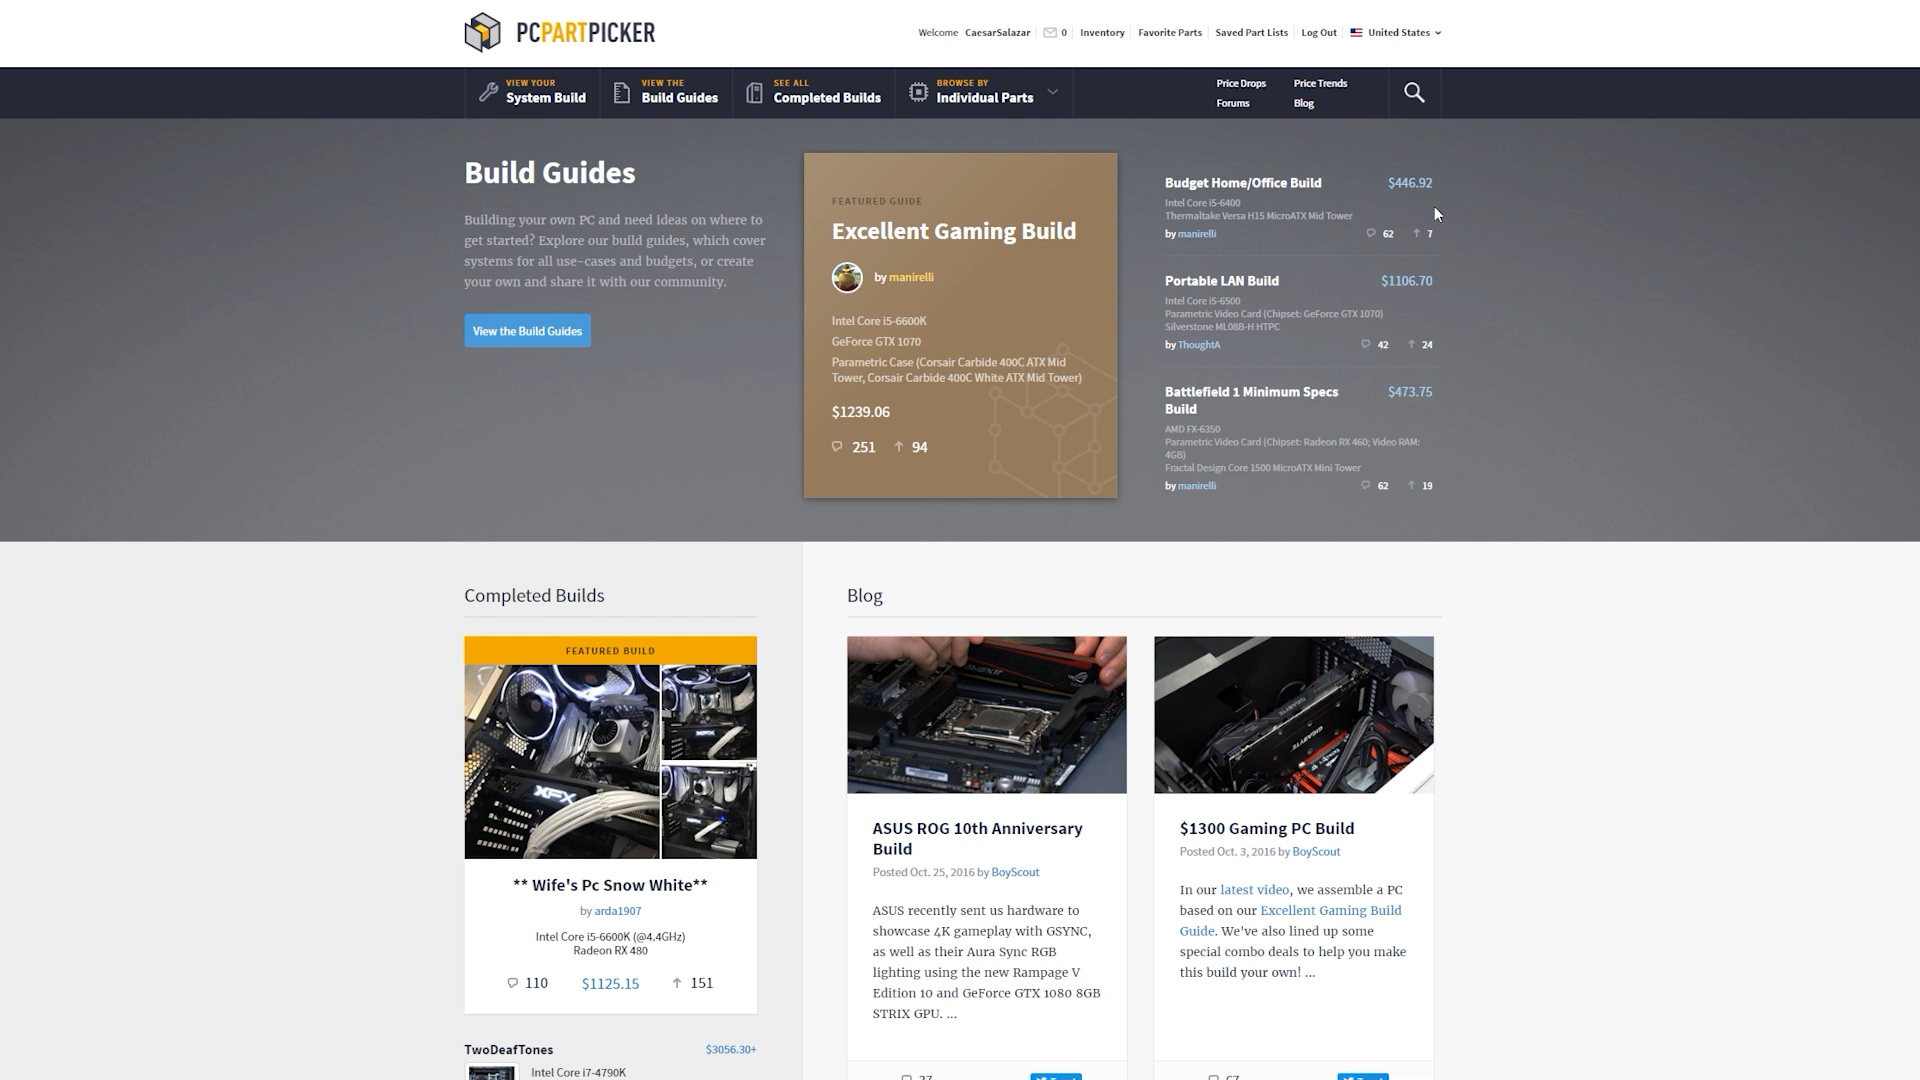 PCPARTPICKER
Welcome CaesarSalazar 0 Inventory Favorite Parts Saved Part Lists Log Out United States
VIEW YOUR
System Build
VIEW THE
Build Guides
SEE ALL
Completed Builds
BROWSE BY
Individual Parts
Price Drops
Price Trends
Forums
Blog
Build Guides
Building your own PC and need ideas on where to
get started? Explore our build guides, which cover
systems for all use-cases and budgets, or create
your own and share it with our community.
View the Build Guides
FEATURED GUIDE
Excellent Gaming Build
by manirelli
Intel Core i5-6600K
GeForce GTX 1070
Parametric Case (Corsair Carbide 400C ATX Mid
Tower, Corsair Carbide 400C White ATX Mid Tower)
$1239.06
251 94
Budget Home/Office Build $446.92
Intel Core i5-6400
Thermaltake Versa H15 MicroATX Mid Tower
by manirelli 62 7
Portable LAN Build $1106.70
Intel Core i5-6500
Parametric Video Card (Chipset: GeForce GTX 1070)
Silverstone ML08B-H HTPC
by ThoughtA 42 24
Battlefield 1 Minimum Specs $473.75
Build
AMD FX-6350
Parametric Video Card (Chipset: Radeon RX 460; Video RAM:
4GB)
Fractal Design Core 1500 MicroATX Mini Tower
by manirelli 62 19
Completed Builds
FEATURED BUILD
XFX
** Wife's Pc Snow White**
by arda1907
Intel Core i5-6600K (@4.4GHz)
Radeon RX 480
110 $1125.15 151
TwoDeafTones $3056.30+
Intel Core i7-4790K
Blog
ASUS ROG 10th Anniversary
Build
Posted Oct. 25, 2016 by BoyScout
ASUS recently sent us hardware to
showcase 4K gameplay with GSYNC,
as well as their Aura Sync RGB
lighting using the new Rampage V
Edition 10 and GeForce GTX 1080 8GB
STRIX GPU. ...
GIGABYTE
$1300 Gaming PC Build
Posted Oct. 3, 2016 by BoyScout
In our latest video, we assemble a PC
based on our Excellent Gaming Build
Guide. We've also lined up some
special combo deals to help you make
this build your own! ...